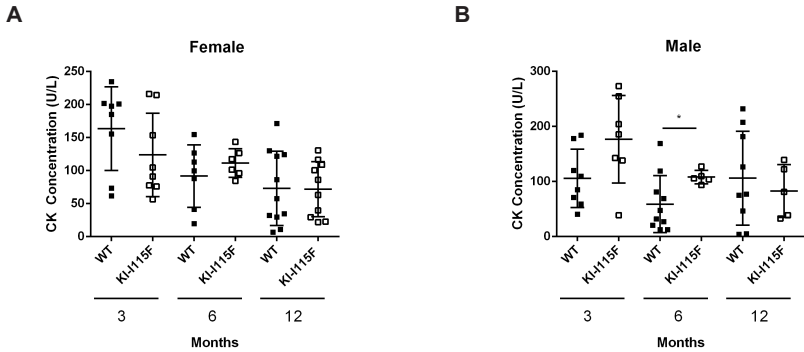 A
Female
CK Concentration (U/L)
250
200
150
100
50
0
WT
KI-I115F
WT
KI-I115F
WT
KI-I115F
3
6
12
Months
B
Male
CK Concentration (U/L)
300
200
100
0
*
WT
KI-I115F
WT
KI-I115F
WT
KI-I115F
3
6
12
Months